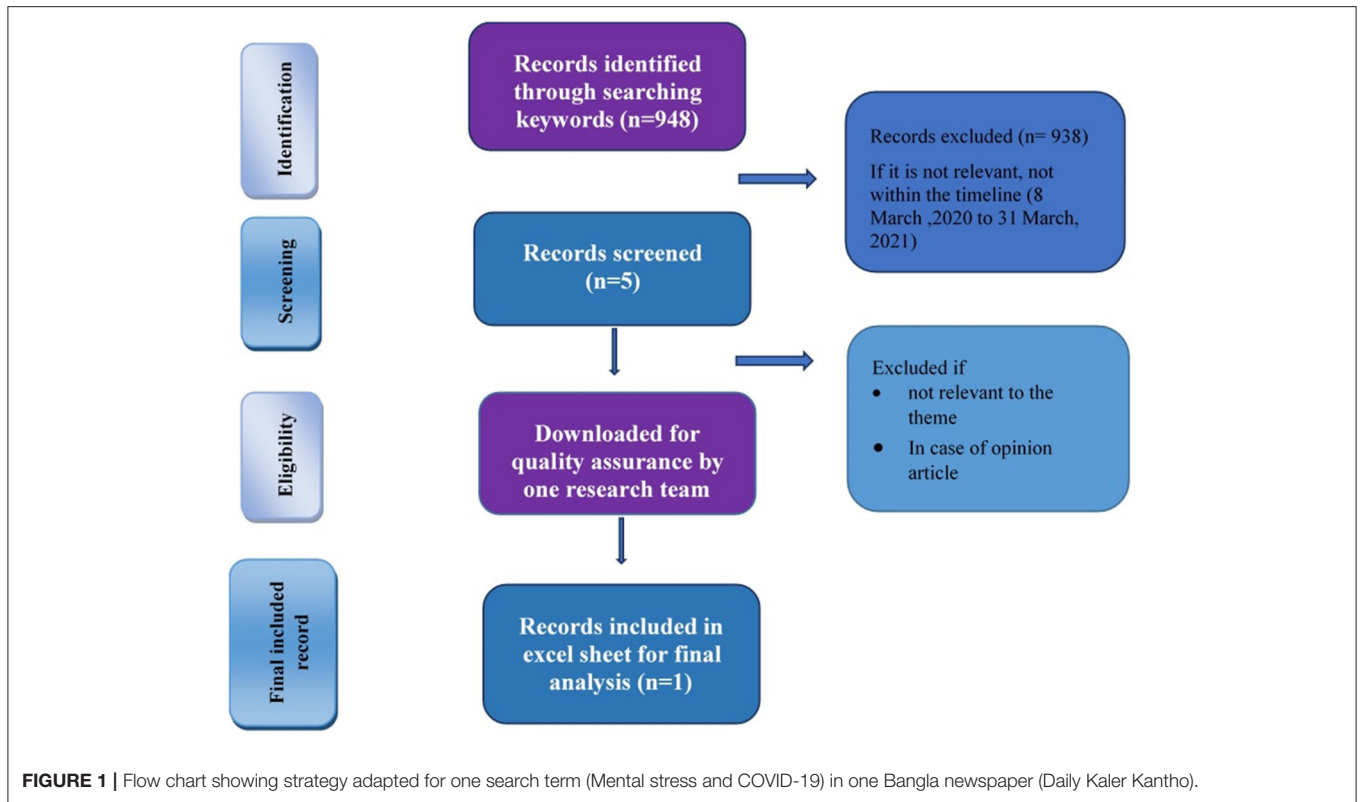 Identification
Records identified
through searching
keywords (n=948)
Records excluded (n= 938)
If it is not relevant, not
within the timeline (8
March ,2020 to 31 March,
2021)
Screening
Records screened
(n=5)
Excluded if
• not relevant to the
theme
• In case of opinion
article
Eligibility
Downloaded for
quality assurance by
one research team
Final included
record
Records included in
excel sheet for final
analysis (n=1)
FIGURE 1 | Flow chart showing strategy adapted for one search term (Mental stress and COVID-19) in one Bangla newspaper (Daily Kaler Kantho).